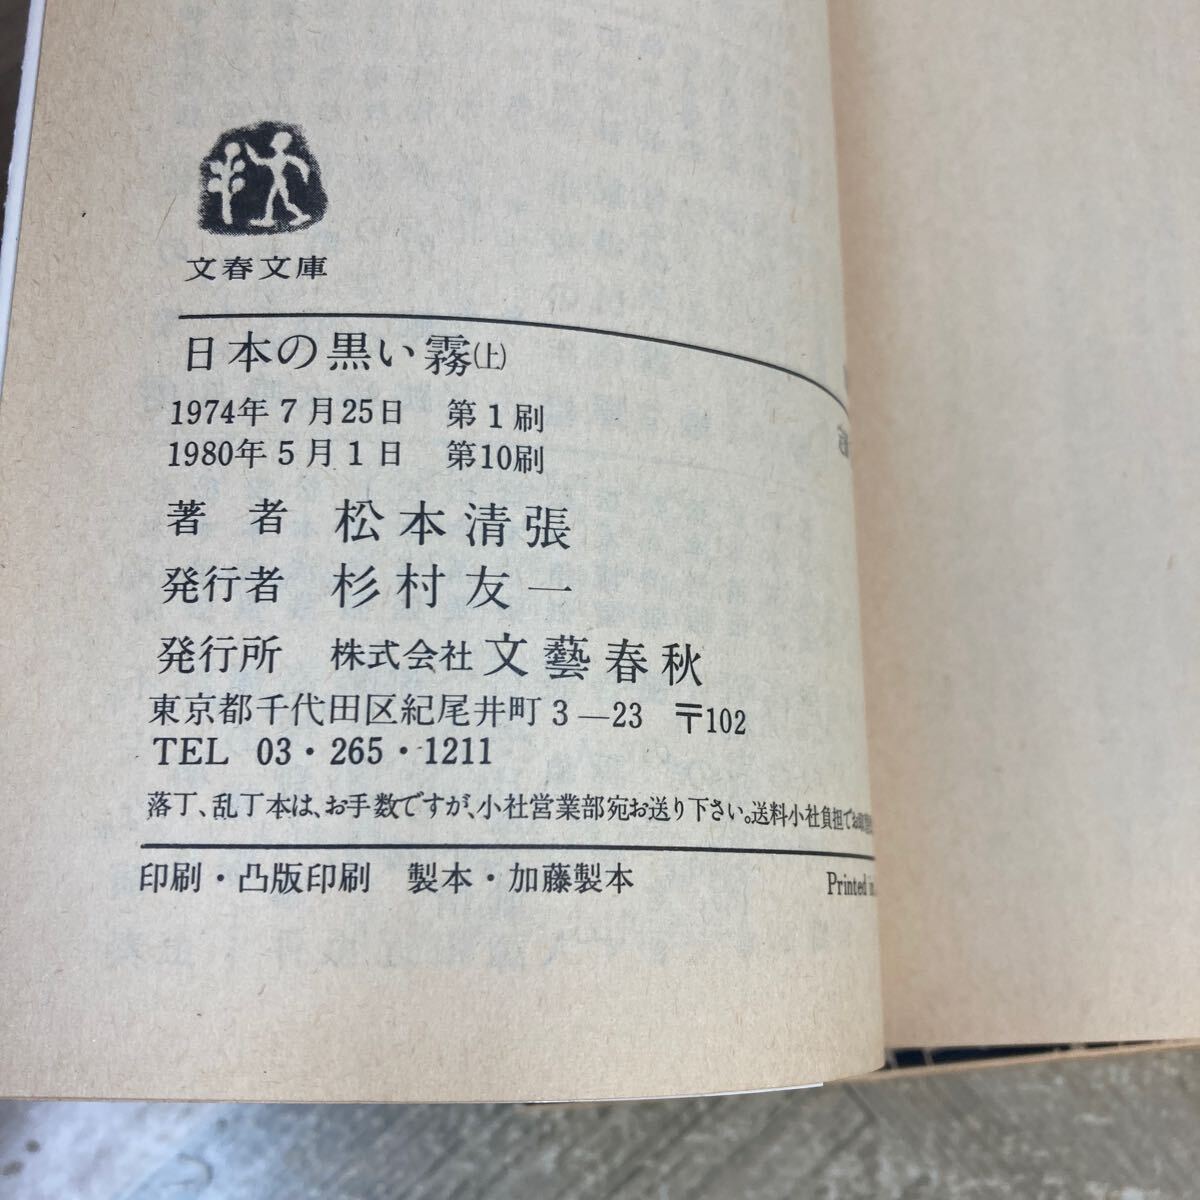 文春文庫
日本の黒い霧(上)
1974年7月25日 第1刷
1980年5月1日 第10刷
著者 松本清張
発行者 杉村友一
発行所 株式会社 文藝春秋
東京都千代田区紀尾井町3—23 〒102
TEL 03・265・1211
落丁、乱丁本は、お手数ですが、小社営業部宛お送り下さい。送料小社負担でお
印刷・凸版印刷 製本・加藤製本
Printed in